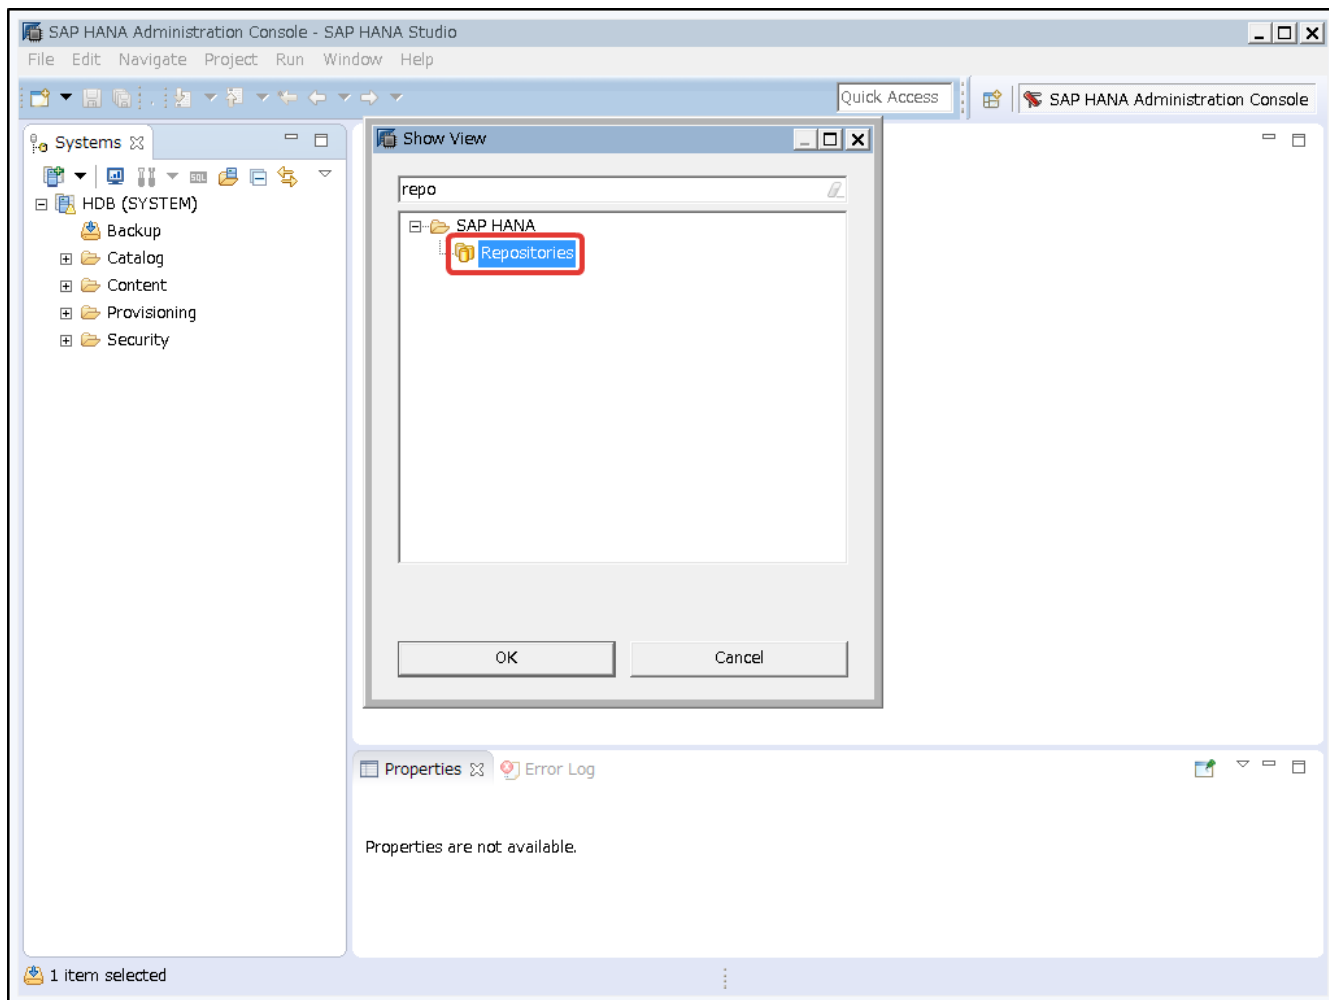 SAP HANA Administration Console - SAP HANA Studio
File Edit Navigate Project Run Window Help
Quick Access
SAP HANA Administration Console
Systems
HDB (SYSTEM)
Backup
Catalog
Content
Provisioning
Security
Show View
repo
SAP HANA
Repositories
OK Cancel
Properties Error Log
Properties are not available.
1 item selected